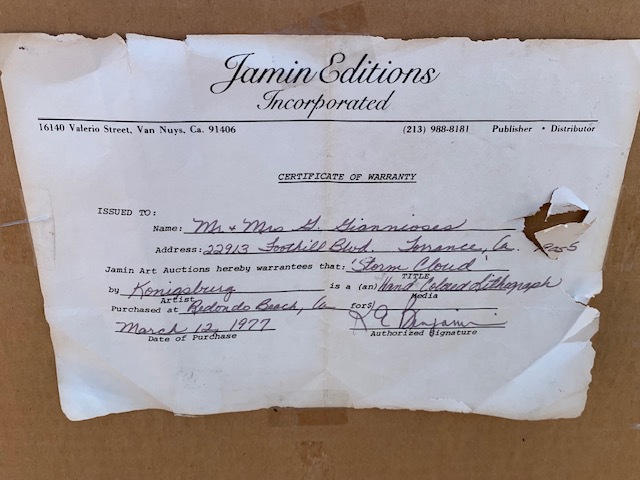 Jamin Editions
Incorporated
16140 Valerio Street, Van Nuys, Ca. 91406 (213) 988-8181 Publisher • Distributor
CERTIFICATE OF WARRANTY
ISSUED TO:
Name: Mr + Mrs G. Giannioses
Address: 22913 Foothill Blvd. Torrance, Ca.
Jamin Art Auctions hereby warrantees that: 'Storm Cloud'
TITLE
by Konigsburg is a (an) Hand Colored Lithograph
Artist Media
Purchased at Redondo Beach, Ca for$
March 12, 1977
Date of Purchase Authorized Signature